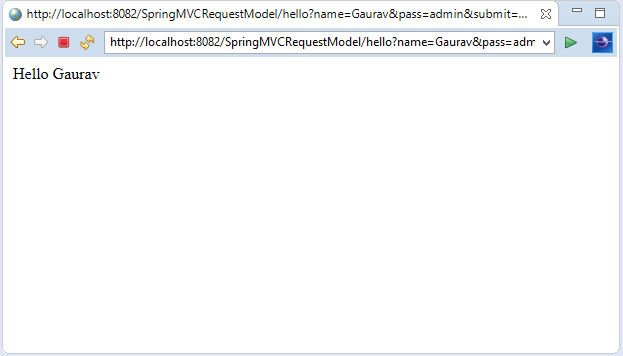 http://localhost:8082/SpringMVCRequestModel/hello?name=Gaurav&pass=admin&submit=...
http://localhost:8082/SpringMVCRequestModel/hello?name=Gaurav&pass=adm
Hello Gaurav